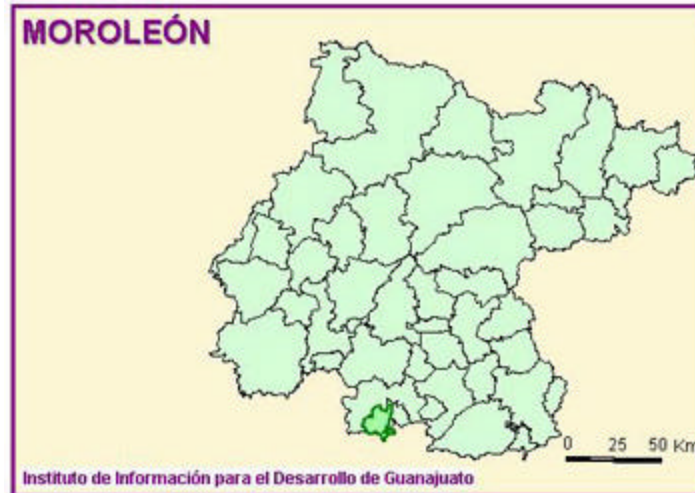 MOROLEÓN
0 25 50 Km
Instituto de Información para el Desarrollo de Guanajuato